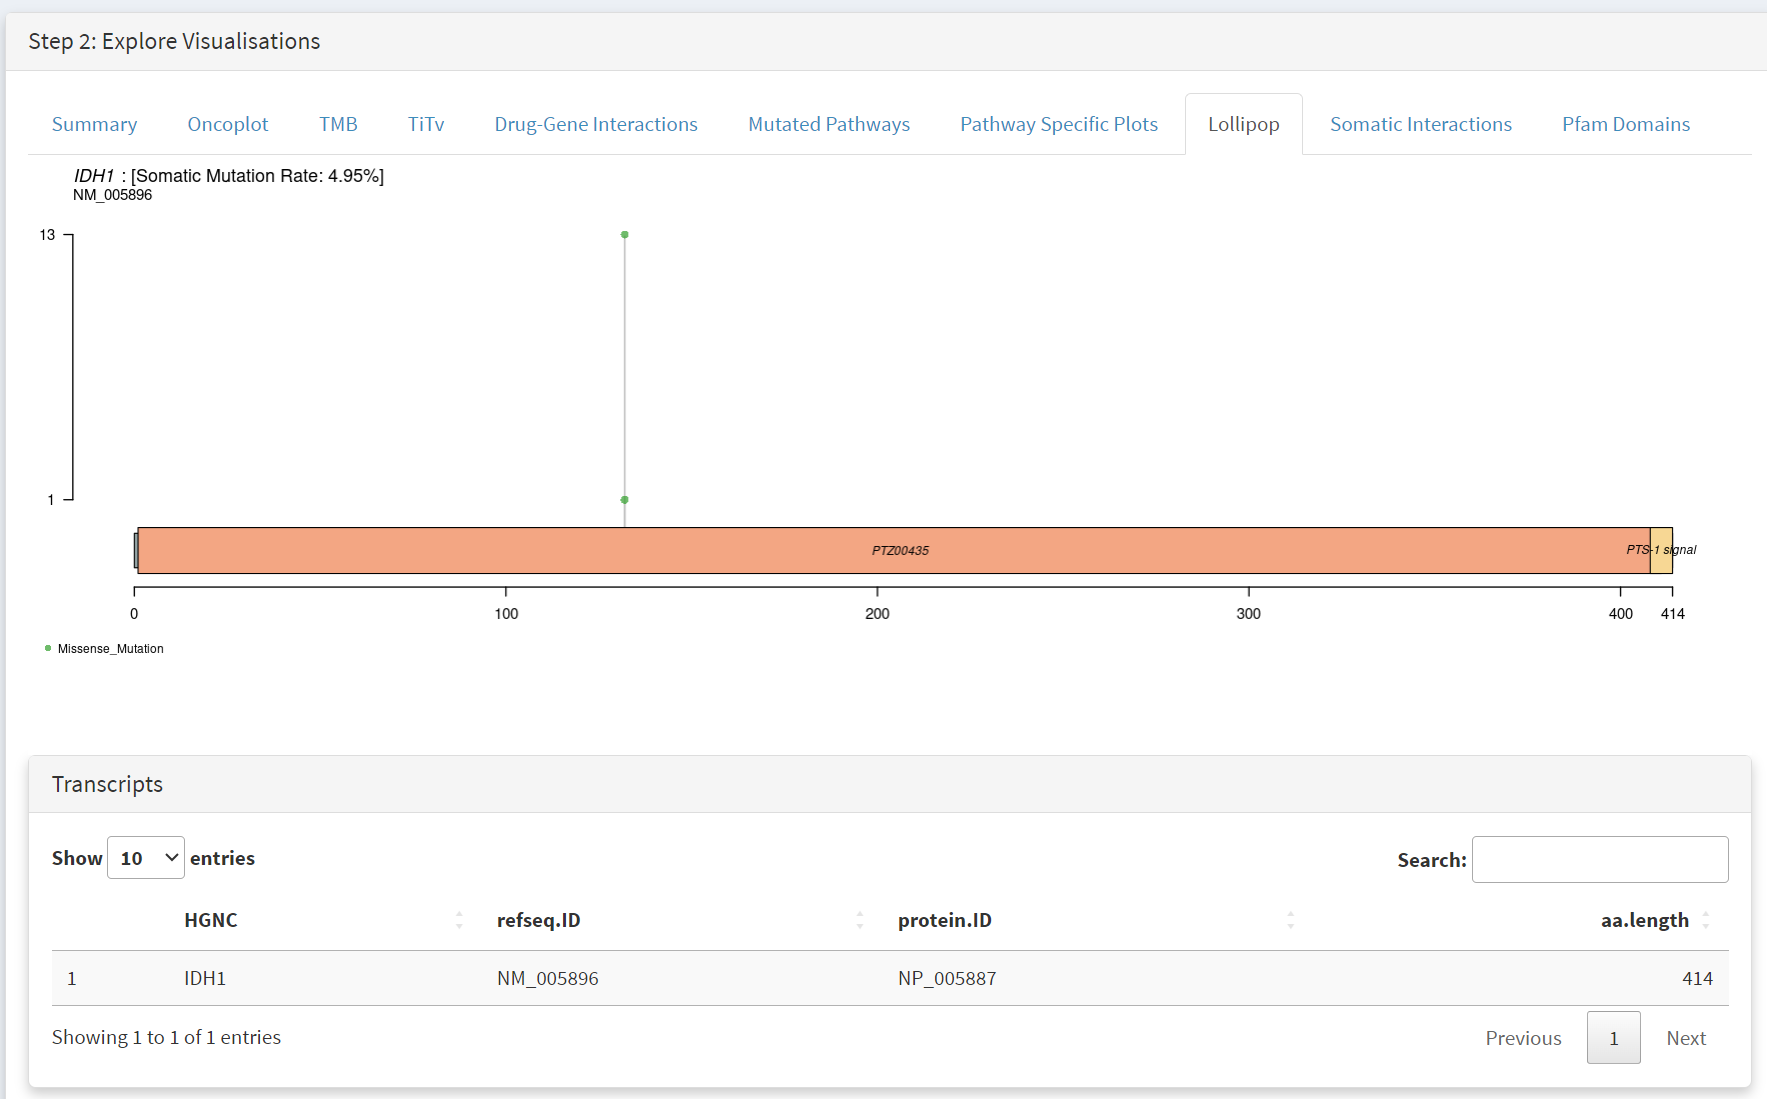 Step 2: Explore Visualisations
Summary Oncoplot TMB TiTv Drug-Gene Interactions Mutated Pathways Pathway Specific Plots Lollipop Somatic Interactions Pfam Domains
IDH1 : [Somatic Mutation Rate: 4.95%]
NM_005896
13
1
PTZ00435 PTS-1 signal
0 100 200 300 400 414
Missense_Mutation
Transcripts
Show 10 entries Search:
HGNC refseq.ID protein.ID aa.length
1 IDH1 NM_005896 NP_005887 414
Showing 1 to 1 of 1 entries Previous 1 Next